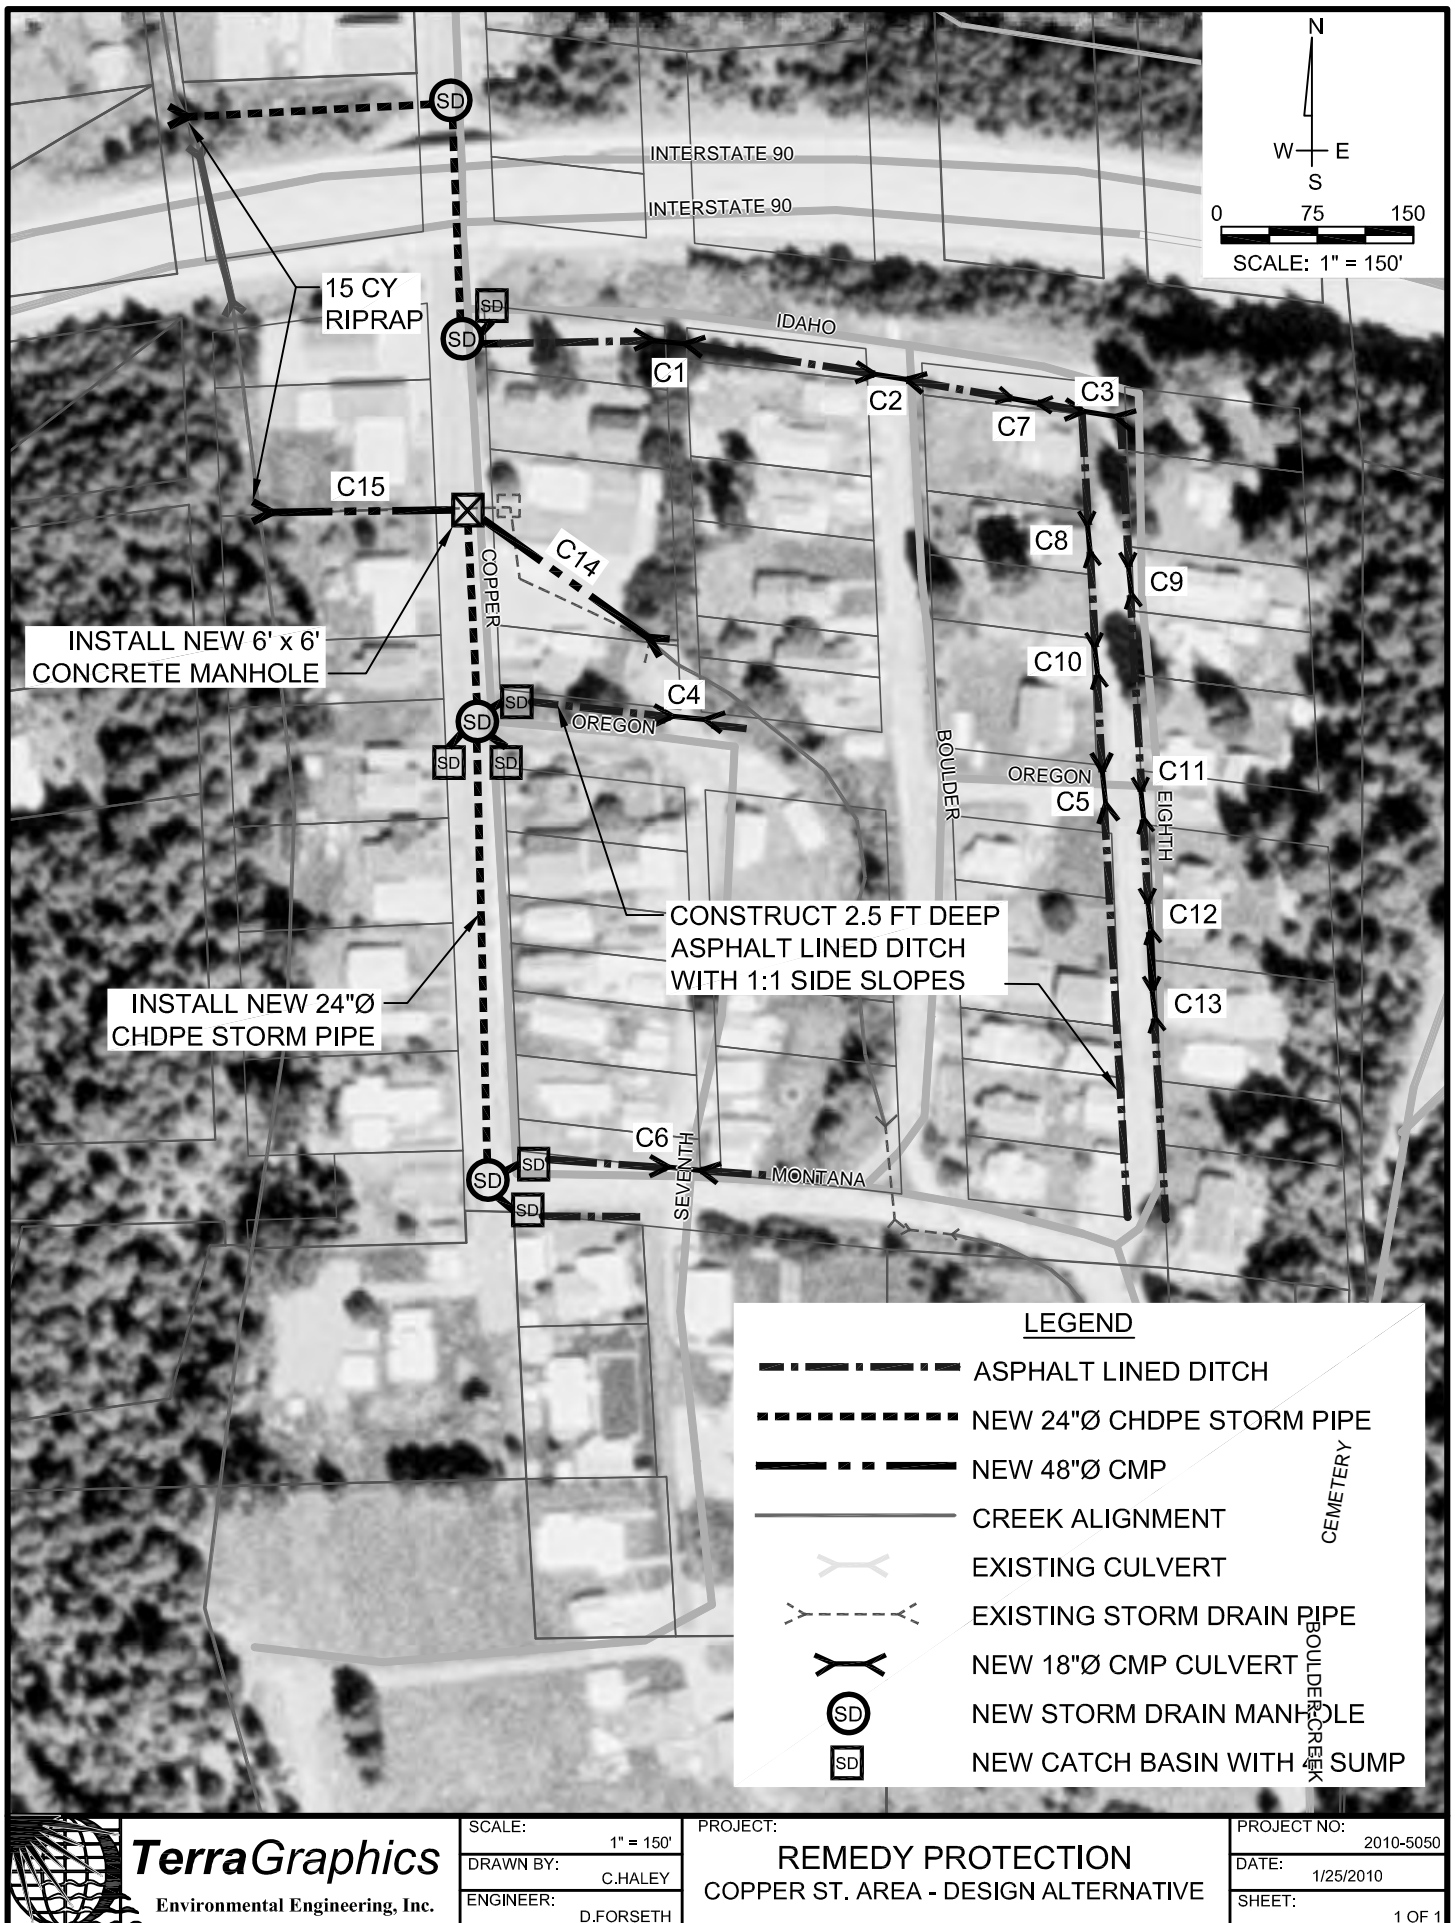 N
W E
S
0 75 150
SCALE: 1" = 150'
SD
INTERSTATE 90
INTERSTATE 90
15 CY
RIPRAP
SD
SD
IDAHO
C1
C2
C3
C7
C15
C14
COPPER
C8
C9
INSTALL NEW 6' x 6'
CONCRETE MANHOLE
C10
C4
SD
SD
OREGON
SD
SD
BOULDER
OREGON
C11
C5
EIGHTH
CONSTRUCT 2.5 FT DEEP
ASPHALT LINED DITCH
WITH 1:1 SIDE SLOPES
C12
C13
INSTALL NEW 24"Ø
CHDPE STORM PIPE
C6
SEVENTH
MONTANA
SD
SD
SD
LEGEND
ASPHALT LINED DITCH
NEW 24"Ø CHDPE STORM PIPE
NEW 48"Ø CMP
CREEK ALIGNMENT
EXISTING CULVERT
EXISTING STORM DRAIN PIPE
NEW 18"Ø CMP CULVERT
SD NEW STORM DRAIN MANHOLE
SD NEW CATCH BASIN WITH 4' SUMP
CEMETERY
BOULDER CREEK
TerraGraphics
Environmental Engineering, Inc.
SCALE: 1" = 150'
DRAWN BY: C.HALEY
ENGINEER: D.FORSETH
PROJECT:
REMEDY PROTECTION
COPPER ST. AREA - DESIGN ALTERNATIVE
PROJECT NO: 2010-5050
DATE: 1/25/2010
SHEET: 1 OF 1